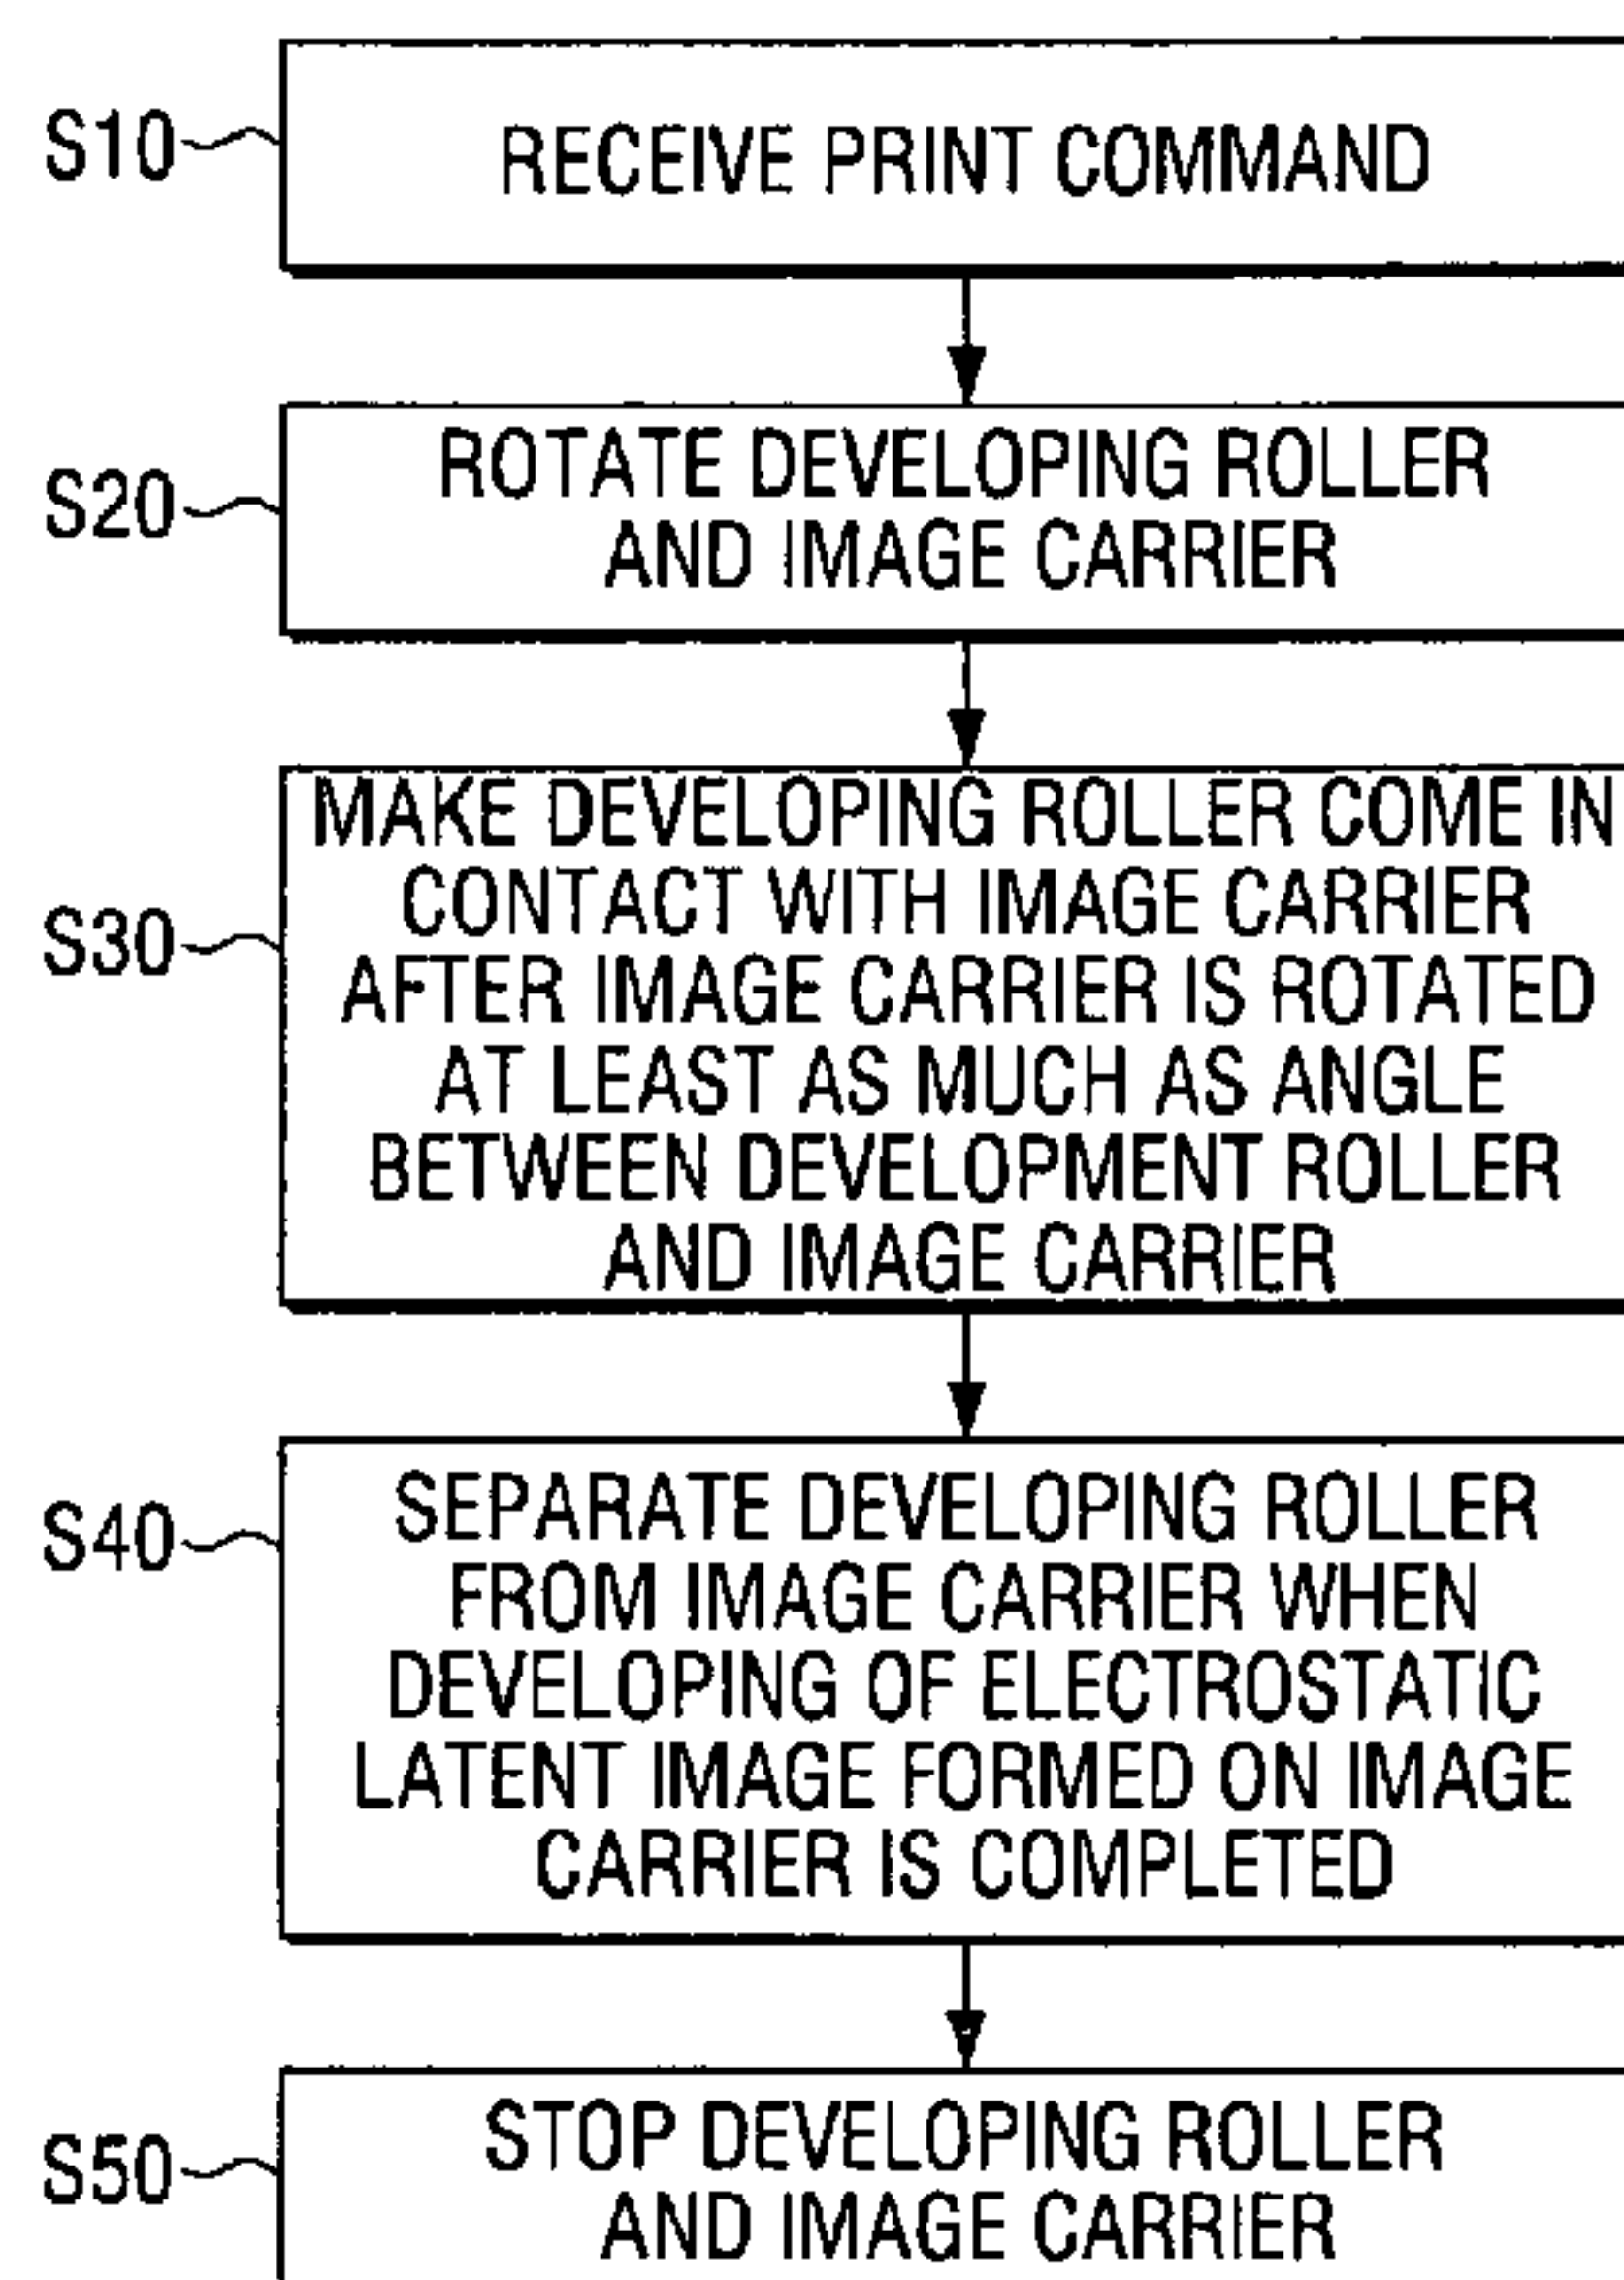 S10
RECEIVE PRINT COMMAND
S20
ROTATE DEVELOPING ROLLER
AND IMAGE CARRIER
S30
MAKE DEVELOPING ROLLER COME IN
CONTACT WITH IMAGE CARRIER
AFTER IMAGE CARRIER IS ROTATED
AT LEAST AS MUCH AS ANGLE
BETWEEN DEVELOPMENT ROLLER
AND IMAGE CARRIER
S40
SEPARATE DEVELOPING ROLLER
FROM IMAGE CARRIER WHEN
DEVELOPING OF ELECTROSTATIC
LATENT IMAGE FORMED ON IMAGE
CARRIER IS COMPLETED
S50
STOP DEVELOPING ROLLER
AND IMAGE CARRIER